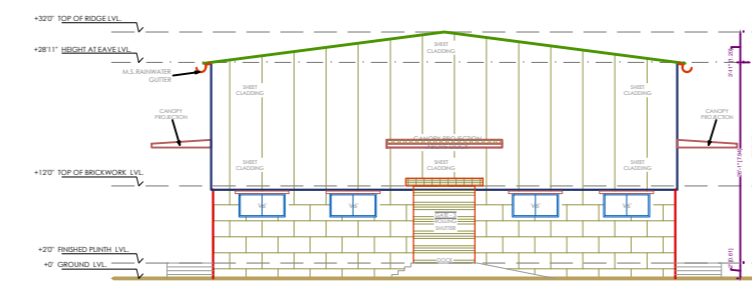 +32'0" TOP OF RIDGE LVL.
+28'11" HEIGHT AT EAVE LVL.
M.S. RAINWATER
GUTTER
SHEET
CLADDING
SHEET
CLADDING
SHEET
CLADDING
CANOPY
PROJECTION
CANOPY PROJECTION
CANOPY
PROJECTION
SHEET
CLADDING
SHEET
CLADDING
+12'0" TOP OF BRICKWORK LVL.
ROLLING
SHUTTER
+2'0" FINISHED PLINTH LVL.
+0' GROUND LVL.
DOCK